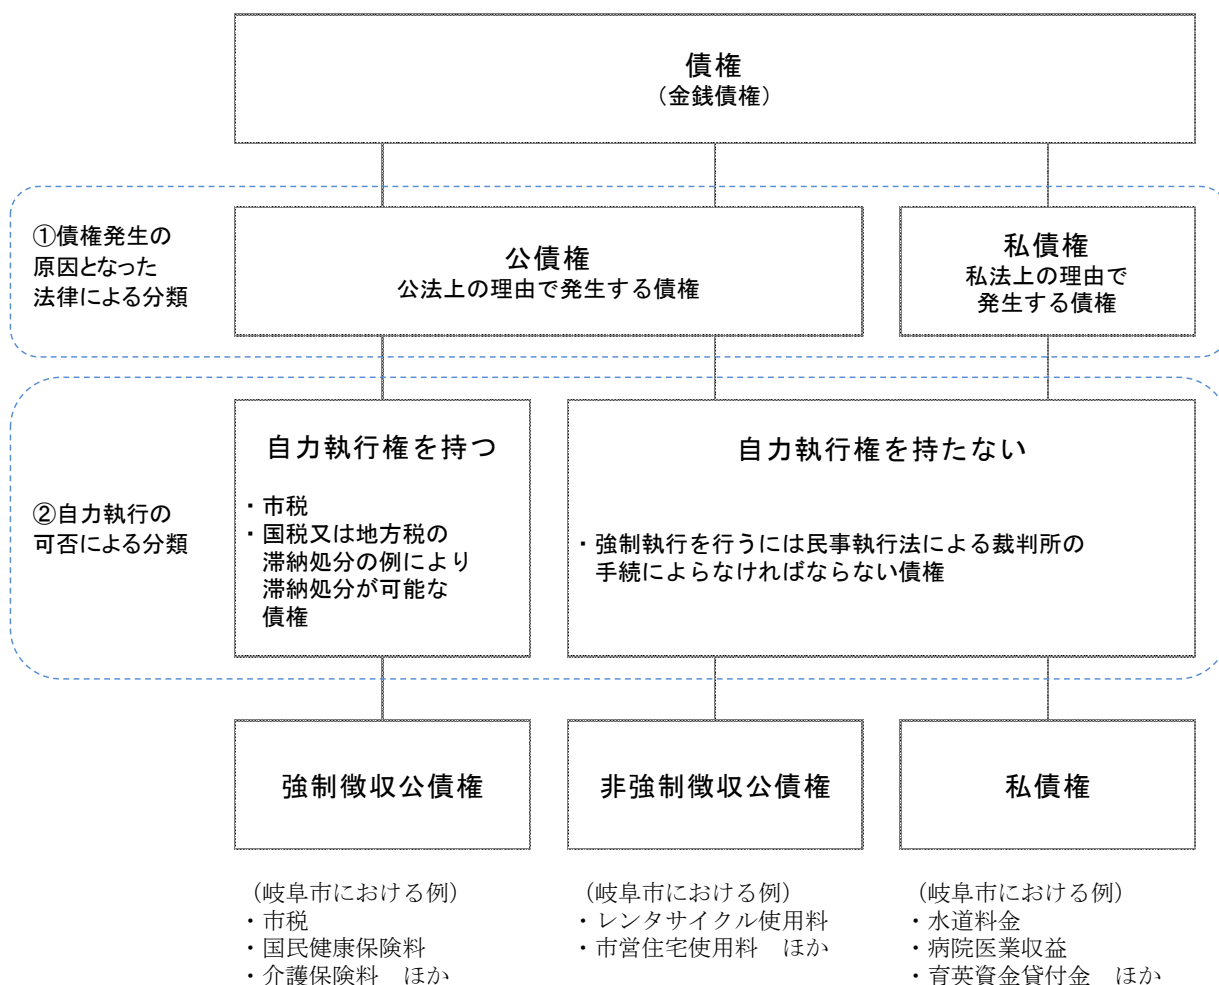 債権
（金銭債権）
①債権発生の
原因となった
法律による分類
公債権
公法上の理由で発生する債権
私債権
私法上の理由で
発生する債権
②自力執行の
可否による分類
自力執行権を持つ
・市税
・国税又は地方税の
滞納処分の例により
滞納処分が可能な
債権
自力執行権を持たない
・強制執行を行うには民事執行法による裁判所の
手続によらなければならない債権
強制徴収公債権
非強制徴収公債権
私債権
（岐阜市における例）
・市税
・国民健康保険料
・介護保険料　ほか
（岐阜市における例）
・レンタサイクル使用料
・市営住宅使用料　ほか
（岐阜市における例）
・水道料金
・病院医業収益
・育英資金貸付金　ほか